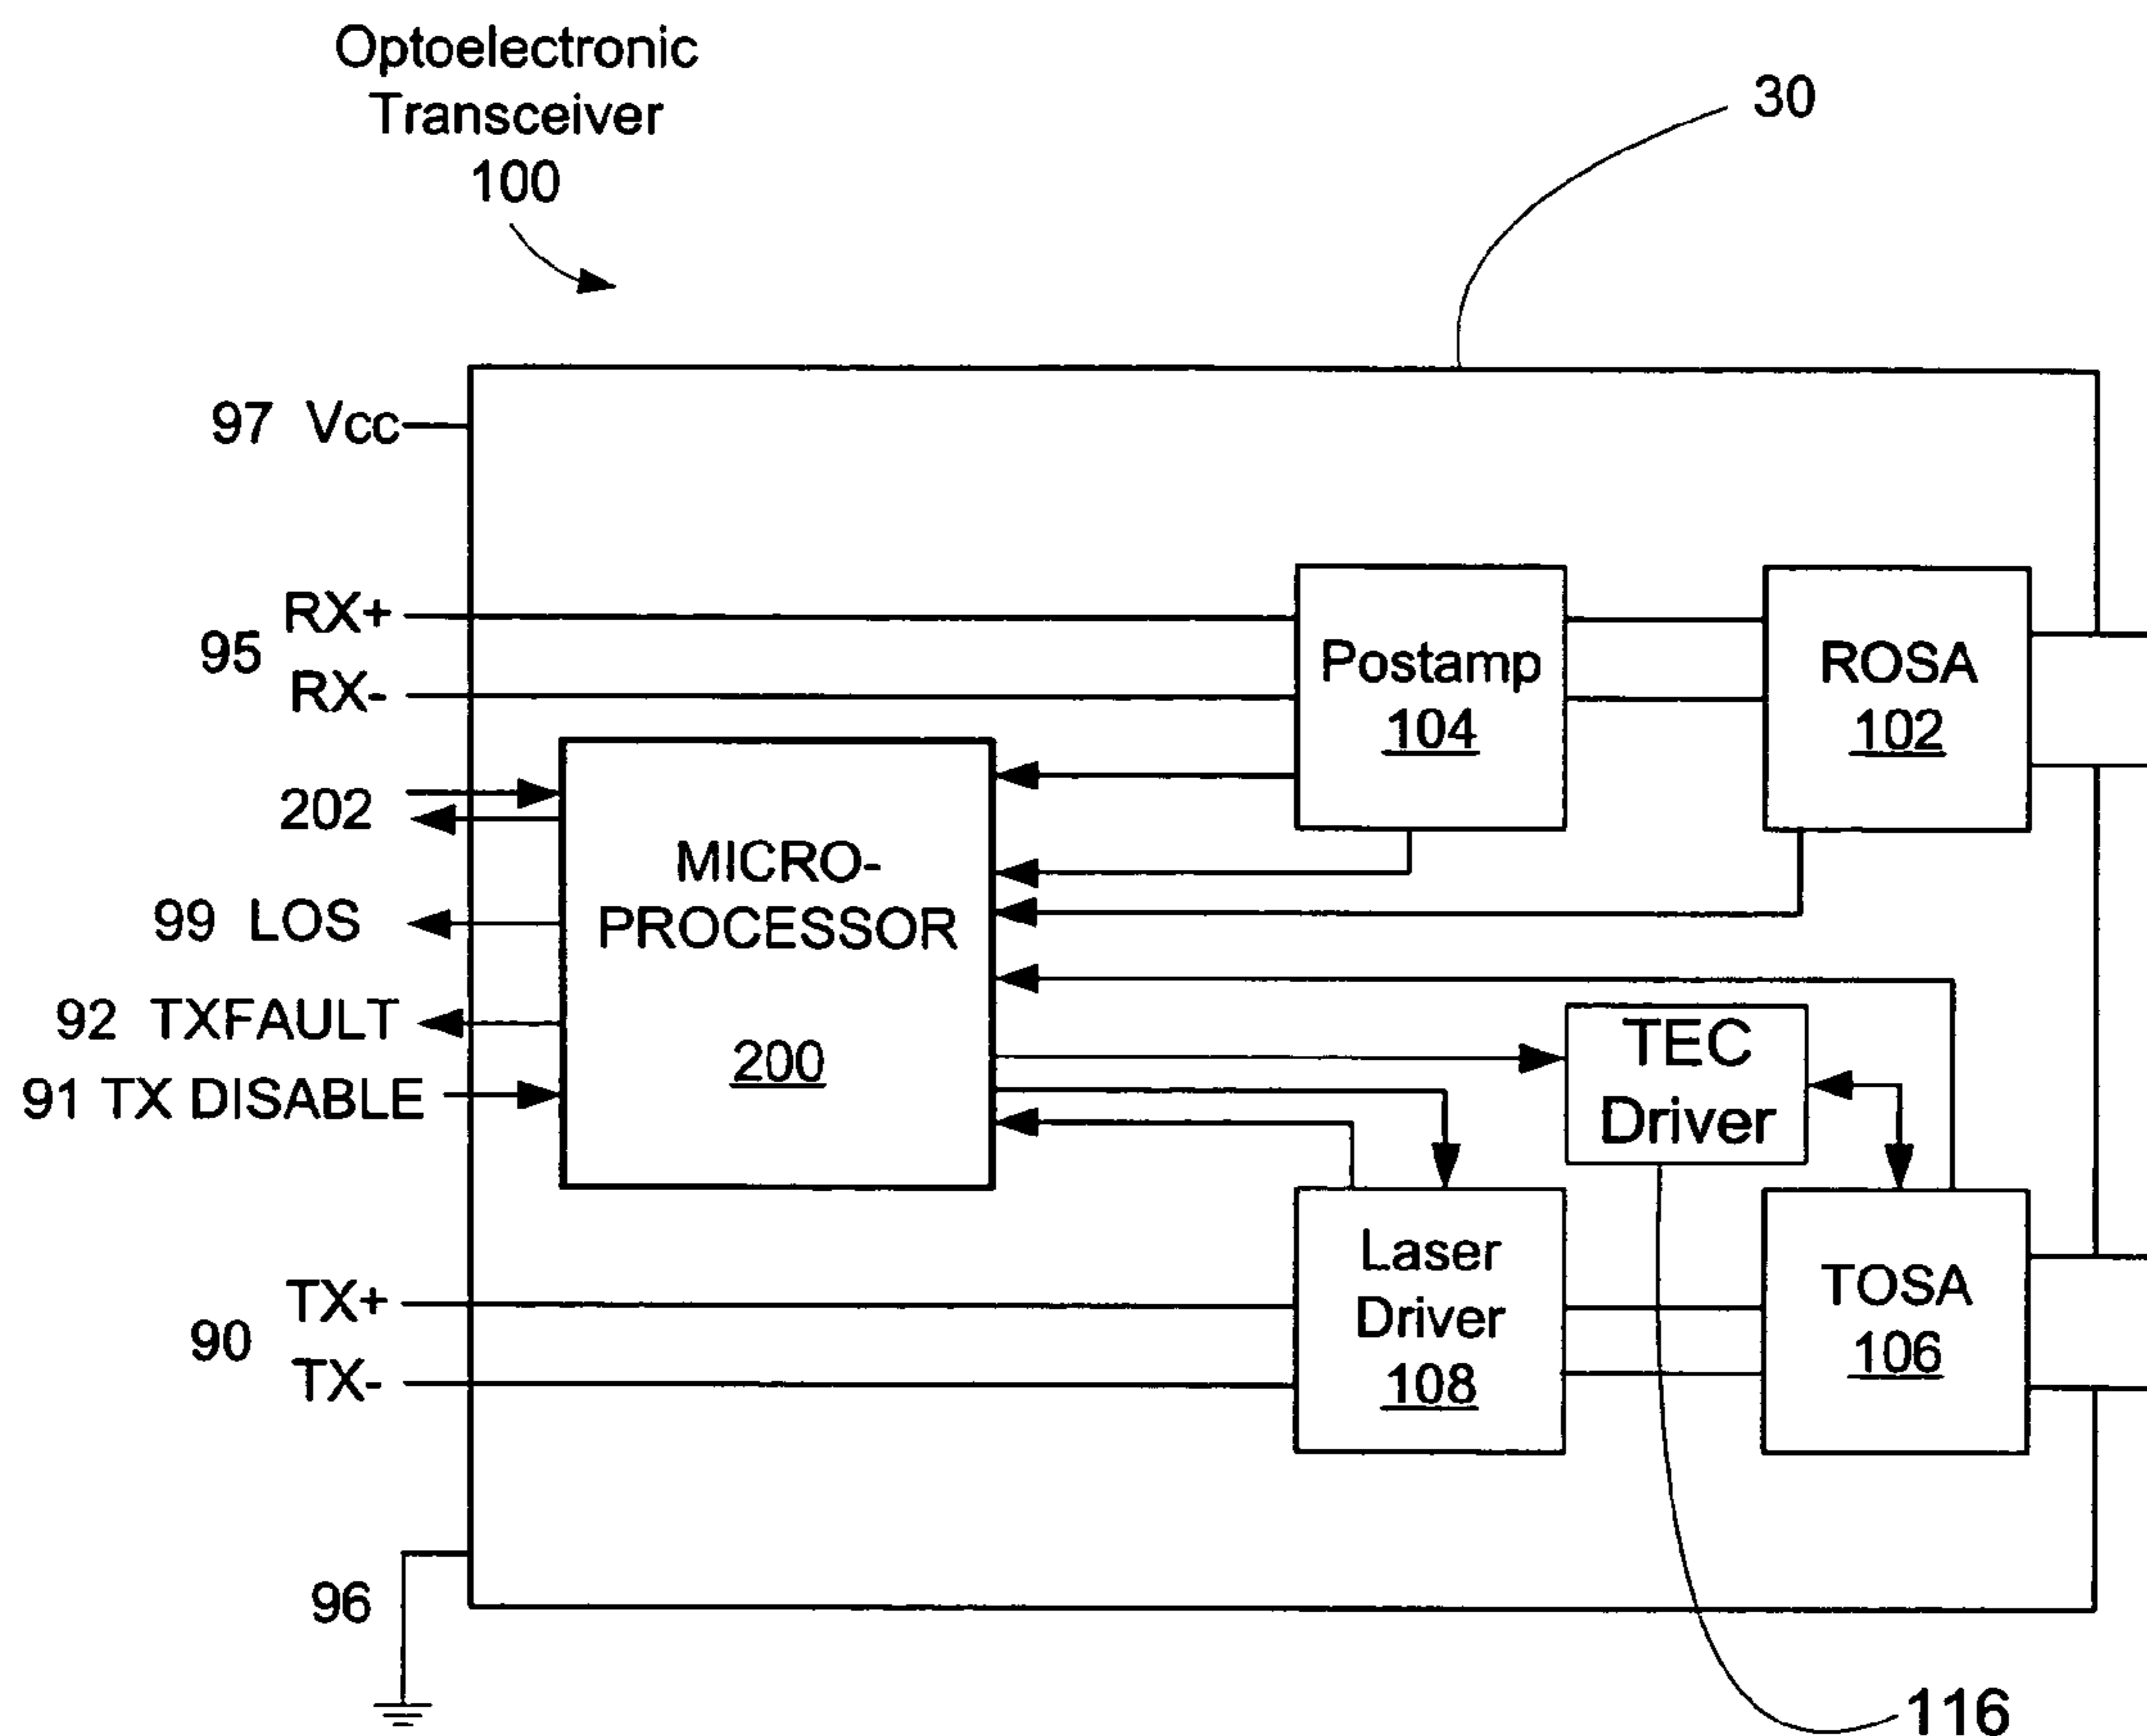 Optoelectronic
Transceiver
100
30
97 Vcc
RX+
95
RX-
Postamp
104
ROSA
102
202
MICRO-
PROCESSOR
200
99 LOS
92 TXFAULT
91 TX DISABLE
TEC
Driver
Laser
Driver
108
TOSA
106
TX+
90
TX-
96
116